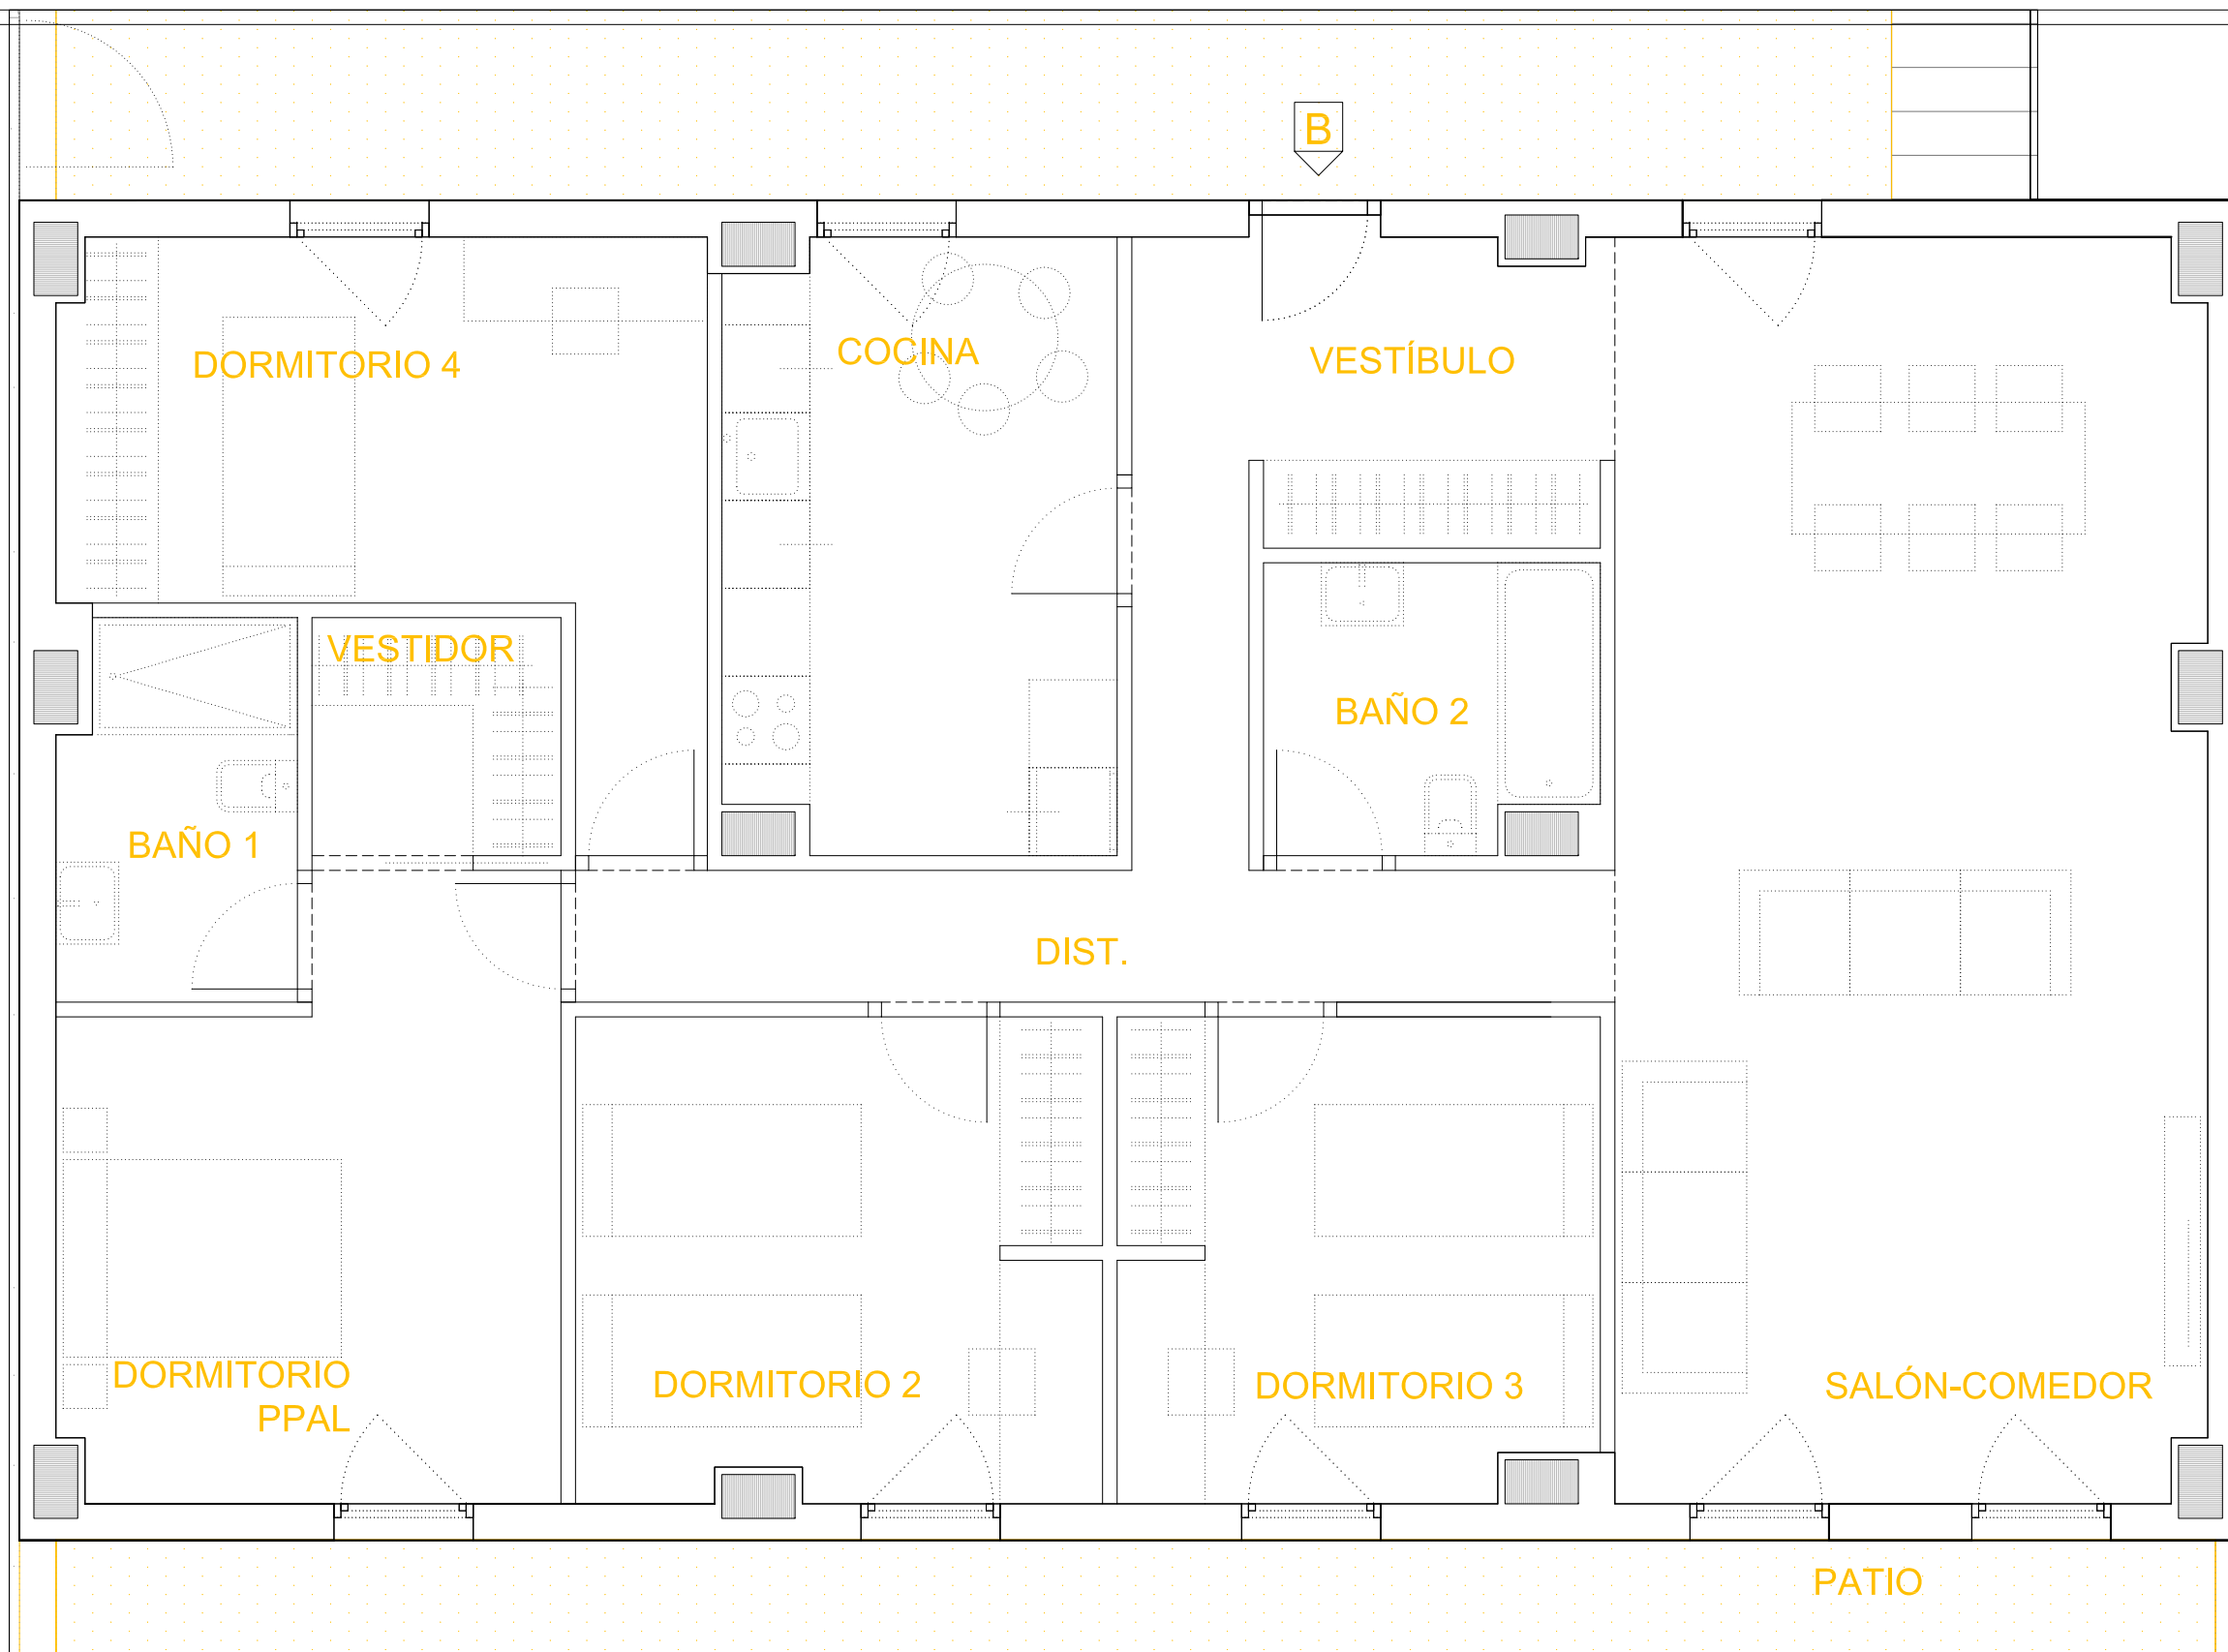 B
DORMITORIO 4
COCINA
VESTÍBULO
VESTIDOR
BAÑO 2
BAÑO 1
DIST.
DORMITORIO
PPAL
DORMITORIO 2
DORMITORIO 3
SALÓN-COMEDOR
PATIO